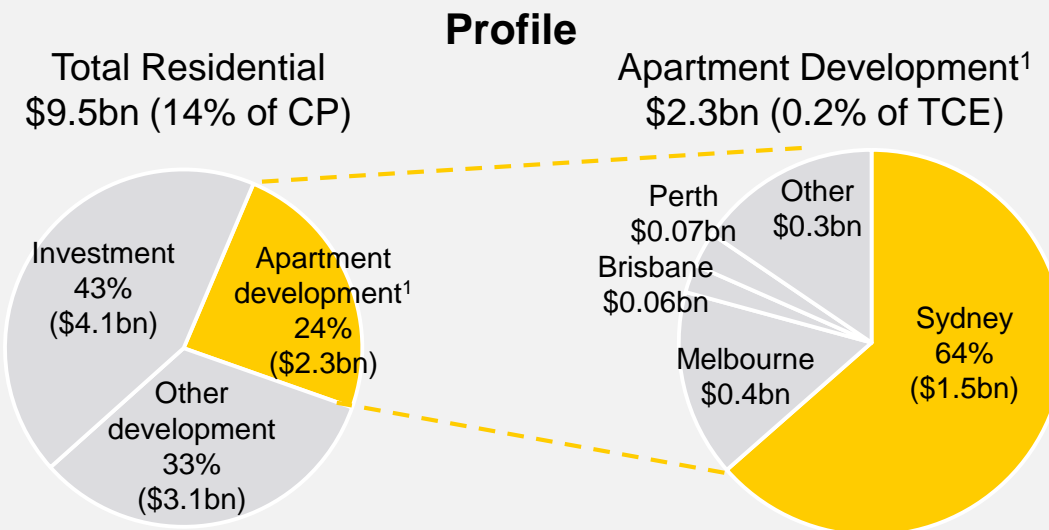 Profile
Total Residential
$9.5bn (14% of CP)
Investment
43%
($4.1bn)
Apartment
development¹
24%
($2.3bn)
Other
development
33%
($3.1bn)
Apartment Development¹
$2.3bn (0.2% of TCE)
Perth
$0.07bn
Other
$0.3bn
Brisbane
$0.06bn
Melbourne
$0.4bn
Sydney
64%
($1.5bn)